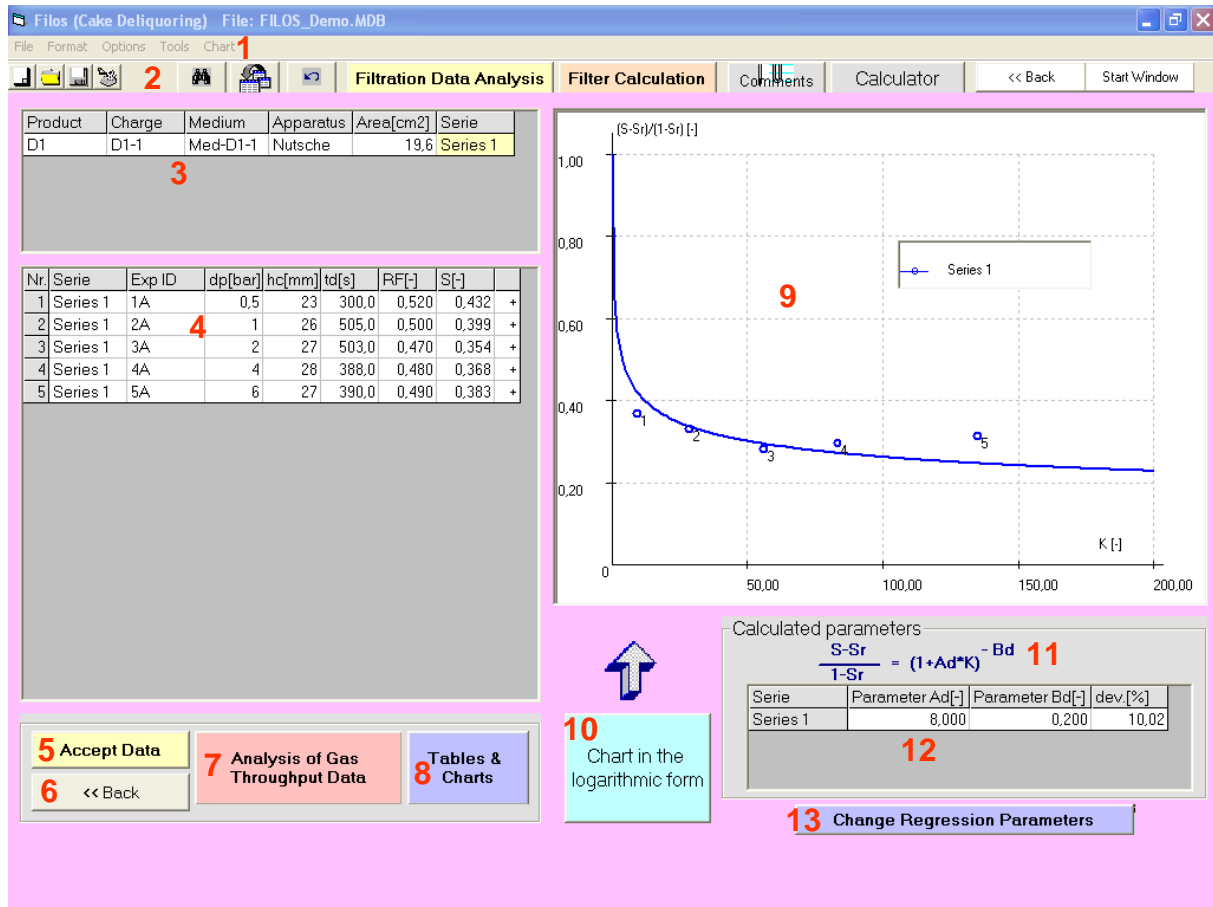 Filos (Cake Deliquoring) File: FILOS_Demo.MDB
File Format Options Tools Chart 1
2 Filtration Data Analysis Filter Calculation Comments Calculator << Back Start Window
Product Charge Medium Apparatus Area[cm2] Serie
D1 D1-1 Med-D1-1 Nutsche 19,6 Series 1
3
Nr. Serie Exp ID dp[bar] hc[mm] td[s] RF[-] S[-]
1 Series 1 1A 0,5 23 300,0 0,520 0,432 +
2 Series 1 2A 1 26 505,0 0,500 0,399 +
3 Series 1 3A 2 27 503,0 0,470 0,354 +
4 Series 1 4A 4 28 388,0 0,480 0,368 +
5 Series 1 5A 6 27 390,0 0,490 0,383 +
4
(S-Sr)/(1-Sr) [-]
1,00
0,80
Series 1
9
0,60
0,40
1 2 3 4 5
0,20
K [-]
0 50,00 100,00 150,00 200,00
5 Accept Data
6 << Back
7 Analysis of Gas
Throughput Data
8 Tables &
Charts
10
Chart in the
logarithmic form
Calculated parameters
S-Sr
1-Sr
= (1+Ad*K)
- Bd
11
Serie Parameter Ad[-] Parameter Bd[-] dev.[%]
Series 1 8,000 0,200 10,02
12
13 Change Regression Parameters